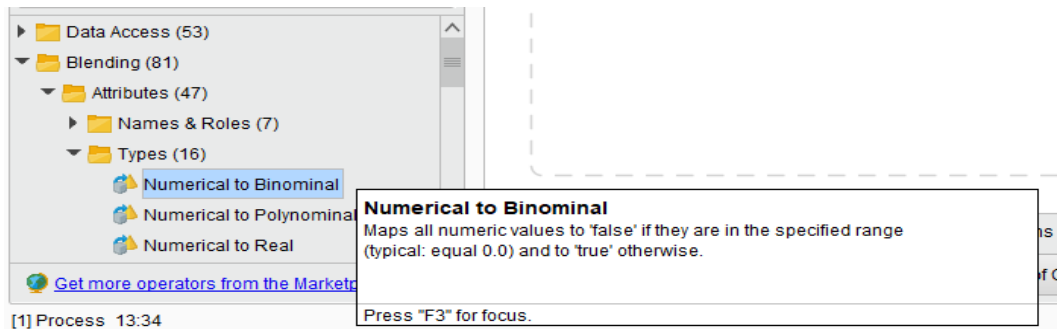 Data Access (53)
Blending (81)
Attributes (47)
Names & Roles (7)
Types (16)
Numerical to Binominal
Numerical to Polynominal
Numerical to Real
Get more operators from the
Numerical to Binominal
Maps all numeric values to 'false' if they are in the specified range
(typical: equal 0.0) and to 'true' otherwise.
Press "F3" for focus.
[1] Process 13:34